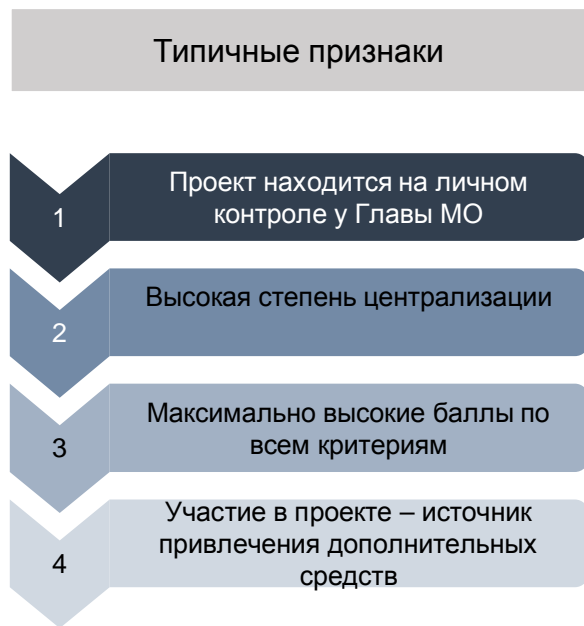 Типичные признаки
1
Проект находится на личном
контроле у Главы МО
2
Высокая степень централизации
3
Максимально высокие баллы по
всем критериям
4
Участие в проекте – источник
привлечения дополнительных
средств